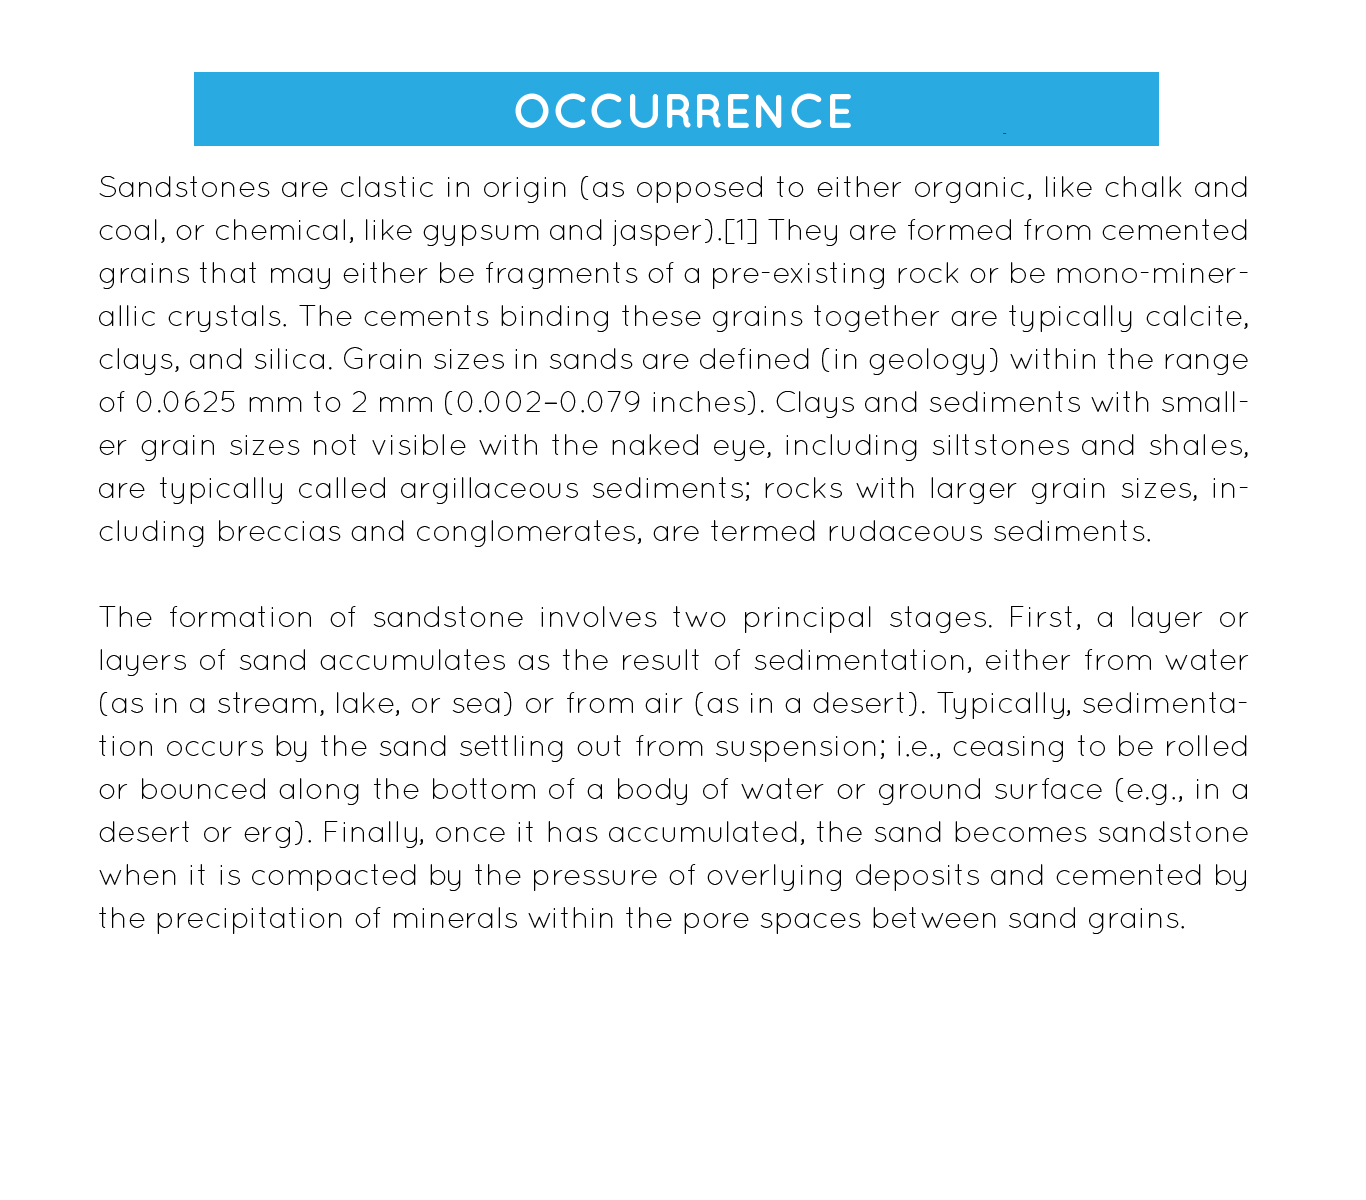 OCCURRENCE
Sandstones are clastic in origin (as opposed to either organic, like chalk and
coal, or chemical, like gypsum and jasper).[1] They are formed from cemented
grains that may either be fragments of a pre-existing rock or be mono-miner-
allic crystals. The cements binding these grains together are typically calcite,
clays, and silica. Grain sizes in sands are defined (in geology) within the range
of 0.0625 mm to 2 mm (0.002–0.079 inches). Clays and sediments with small-
er grain sizes not visible with the naked eye, including siltstones and shales,
are typically called argillaceous sediments; rocks with larger grain sizes, in-
cluding breccias and conglomerates, are termed rudaceous sediments.
The formation of sandstone involves two principal stages. First, a layer or
layers of sand accumulates as the result of sedimentation, either from water
(as in a stream, lake, or sea) or from air (as in a desert). Typically, sedimenta-
tion occurs by the sand settling out from suspension; i.e., ceasing to be rolled
or bounced along the bottom of a body of water or ground surface (e.g., in a
desert or erg). Finally, once it has accumulated, the sand becomes sandstone
when it is compacted by the pressure of overlying deposits and cemented by
the precipitation of minerals within the pore spaces between sand grains.